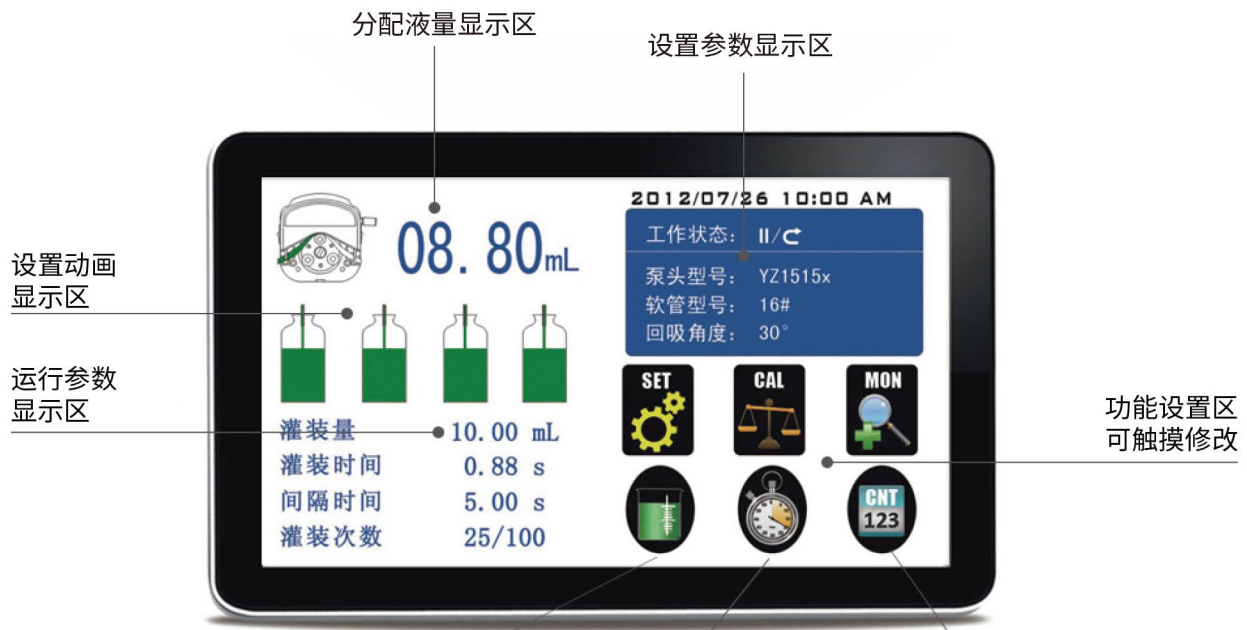 分配液量显示区
设置参数显示区
2012/07/26 10:00 AM
08. 80mL
工作状态： II/
泵头型号： YZ1515x
软管型号： 16#
回吸角度： 30°
设置动画
显示区
运行参数
显示区
SET
CAL
MON
灌装量 10.00 mL
灌装时间 0.88 s
间隔时间 5.00 s
灌装次数 25/100
功能设置区
可触摸修改
CNT
123